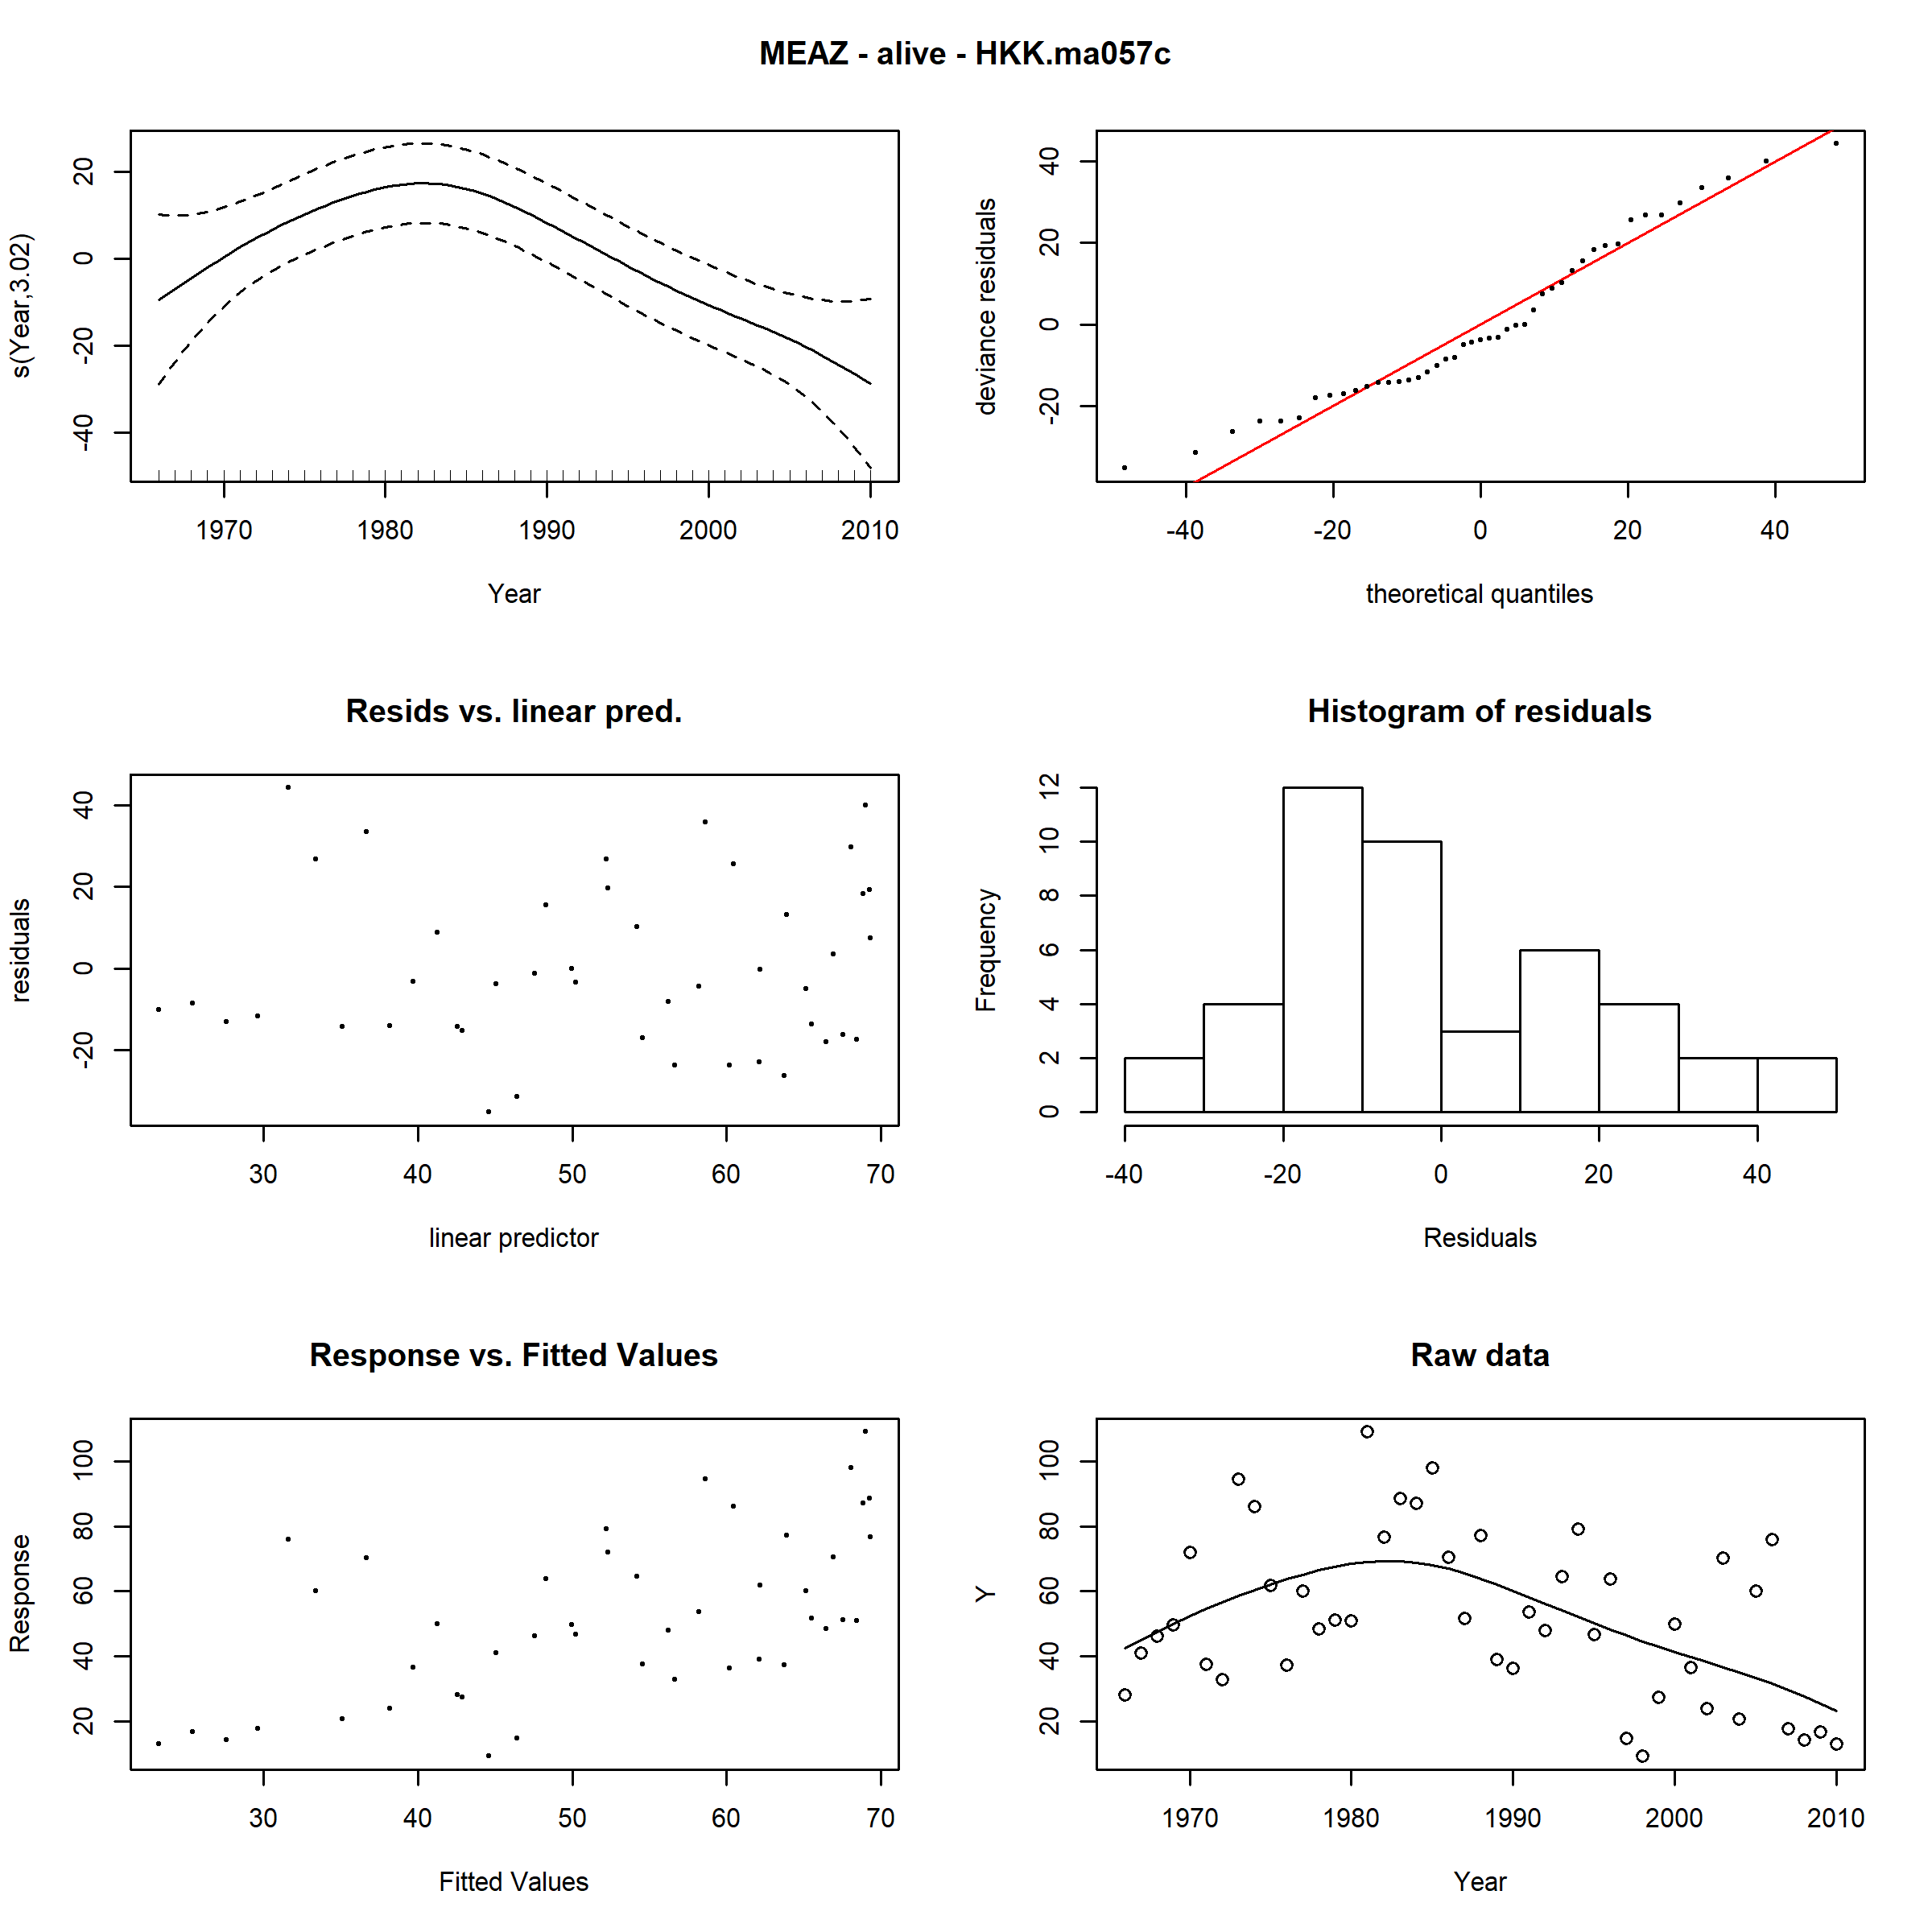 MEAZ - alive - HKK.ma057c
s(Year,3.02)
20
0
-20
-40
1970 1980 1990 2000 2010
Year
deviance residuals
40
20
0
-20
-40 -20 0 20 40
theoretical quantiles
Resids vs. linear pred.
residuals
40
20
0
-20
30 40 50 60 70
linear predictor
Histogram of residuals
Frequency
12
10
8
6
4
2
0
-40 -20 0 20 40
Residuals
Response vs. Fitted Values
Response
100
80
60
40
20
30 40 50 60 70
Fitted Values
Raw data
Y
100
80
60
40
20
1970 1980 1990 2000 2010
Year